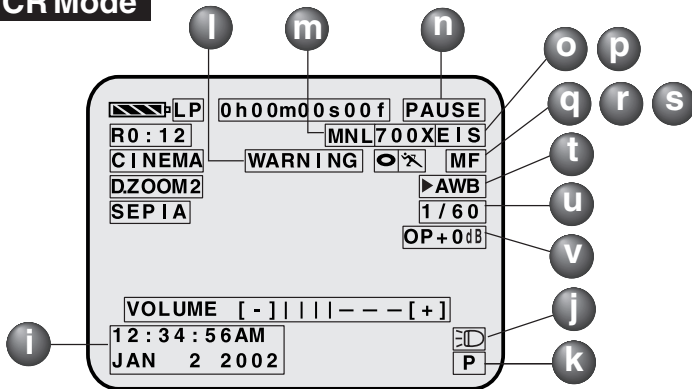 CR Mode
l m n o p
LP 0h00m00s00f PAUSE
R0:12 MNL 700X EIS q r s
CINEMA WARNING MF
D.ZOOM2 ▶AWB t
SEPIA 1/60 u
OP+0dB v
VOLUME [-]||||---[+]
12:34:56AM j
i
JAN 2 2002 P k